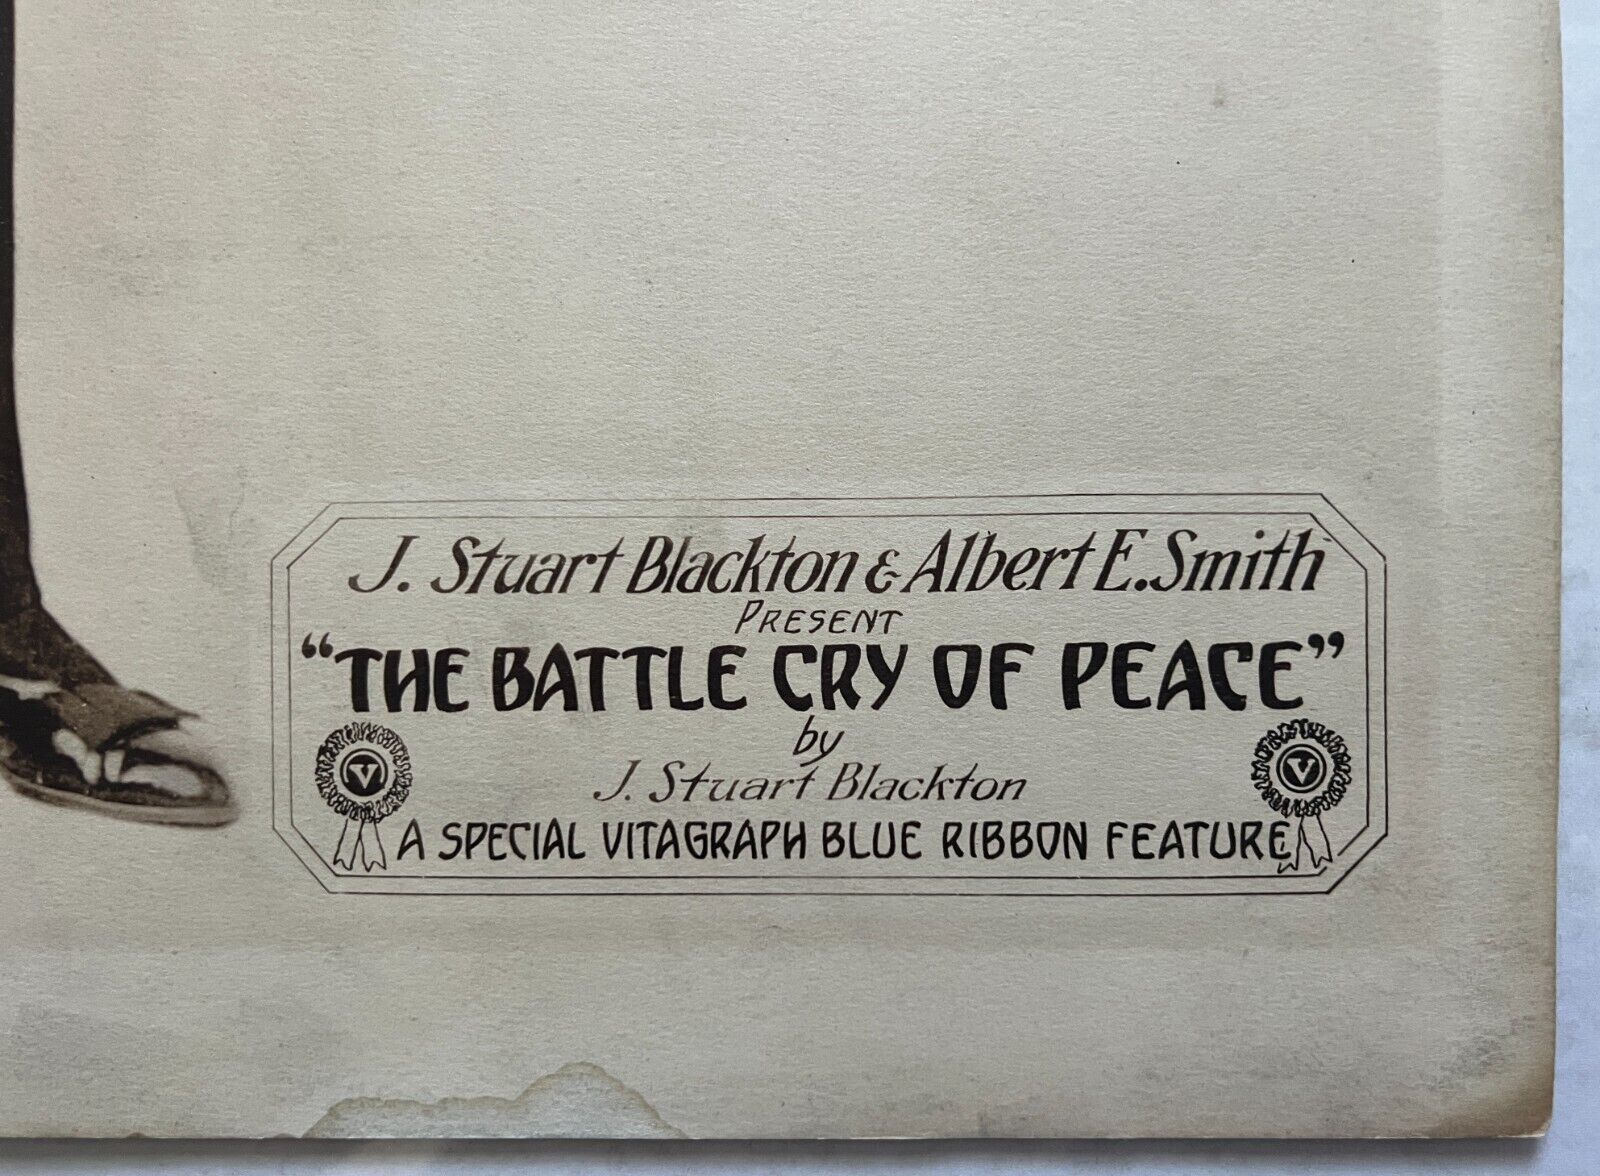 J. Stuart Blackton & Albert E. Smith
PRESENT
"THE BATTLE CRY OF PEACE"
by
J. Stuart Blackton
V
V
A SPECIAL VITAGRAPH BLUE RIBBON FEATURE